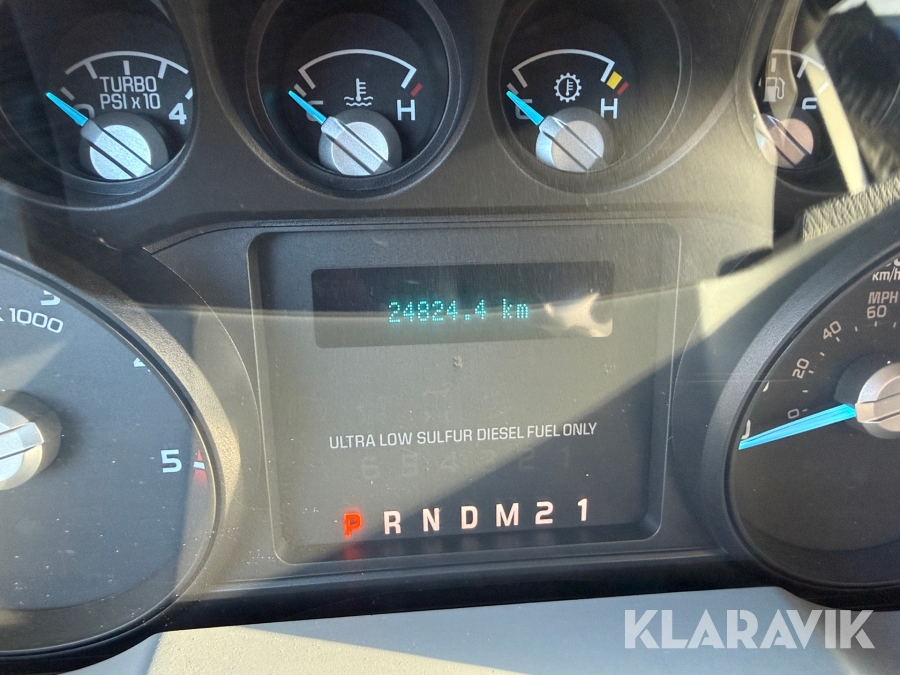 TURBO
PSI x 10
4
C H
C H
F
24824.4 km
X 1000
5
ULTRA LOW SULFUR DIESEL FUEL ONLY
P R N D M 2 1
km/h
MPH
0 20 40 60
KLARAVIK